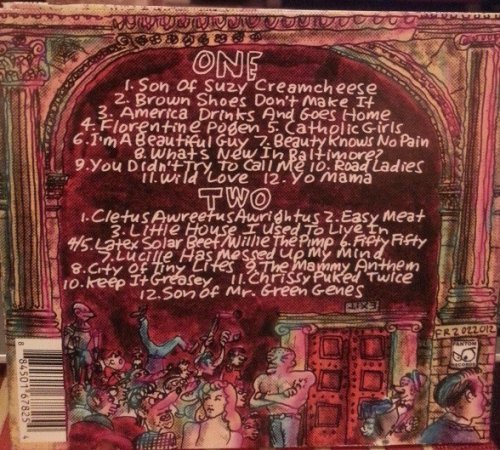 ONE
1. Son Of Suzy Creamcheese
2. Brown Shoes Don't Make It
3. America Drinks And Goes Home
4. Florentine Pogen 5. Catholic Girls
6. I'm A Beautiful Guy 7. Beauty Knows No Pain
8. What's New In Baltimore?
9. You Didn't Try To Call Me 10. Road Ladies
11. Wild Love 12. Yo Mama
TWO
1. Cletus Awreetus Awrightus 2. Easy Meat
3. Little House I Used To Live In
4/5. Latex Solar Beef/Willie The Pimp 6. Fifty Fifty
7. Lucille Has Messed Up My Mind
8. City Of Tiny Lites 9. The Mammy Anthem
10. Keep It Greasey 11. Chrissy Puked Twice
12. Son of Mr. Green Genes
FR2022012
8 84501 67825 4